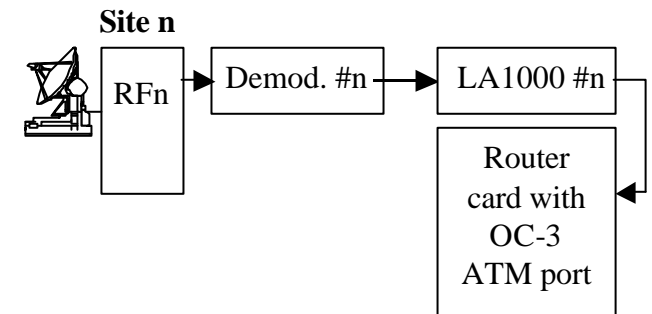 Site n
RFn
Demod. #n
LA1000 #n
Router
card with
OC-3
ATM port